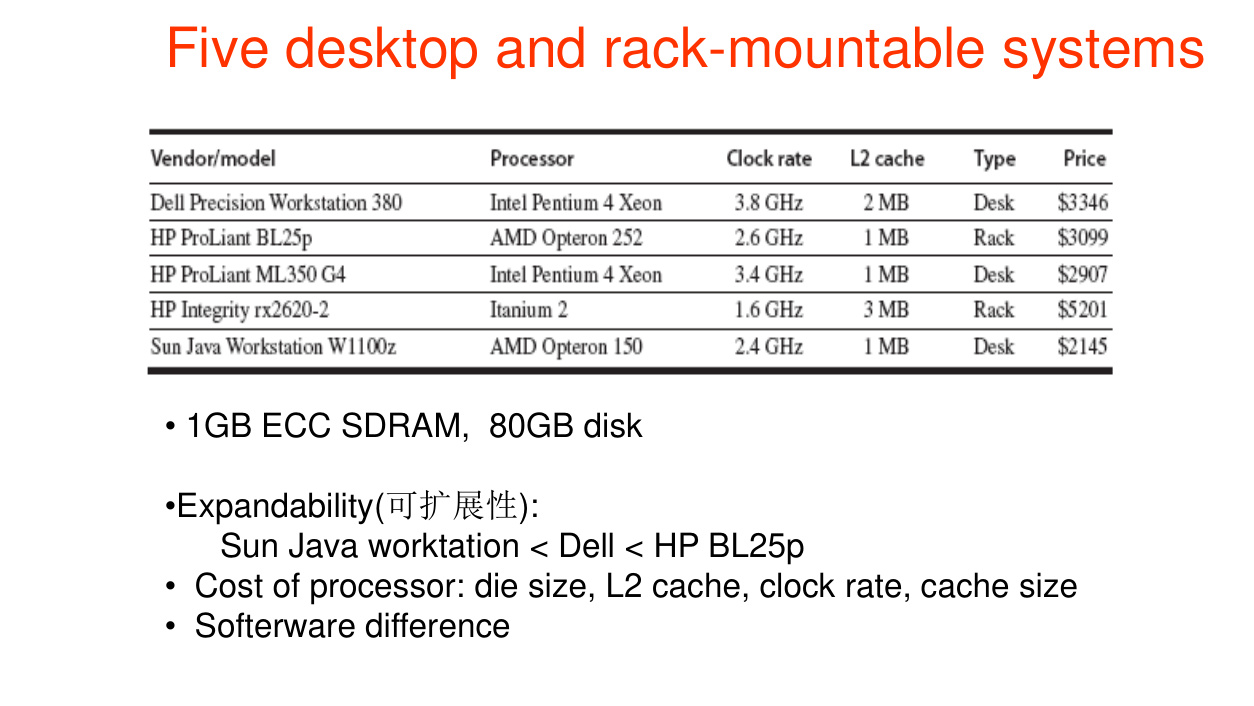 Five desktop and rack-mountable systems
Vendor/model Processor Clock rate L2 cache Type Price
Dell Precision Workstation 380 Intel Pentium 4 Xeon 3.8 GHz 2 MB Desk $3346
HP ProLiant BL25p AMD Opteron 252 2.6 GHz 1 MB Rack $3099
HP ProLiant ML350 G4 Intel Pentium 4 Xeon 3.4 GHz 1 MB Desk $2907
HP Integrity rx2620-2 Itanium 2 1.6 GHz 3 MB Rack $5201
Sun Java Workstation W1100z AMD Opteron 150 2.4 GHz 1 MB Desk $2145
• 1GB ECC SDRAM, 80GB disk
•Expandability(可扩展性):
Sun Java worktation < Dell < HP BL25p
• Cost of processor: die size, L2 cache, clock rate, cache size
• Softerware difference